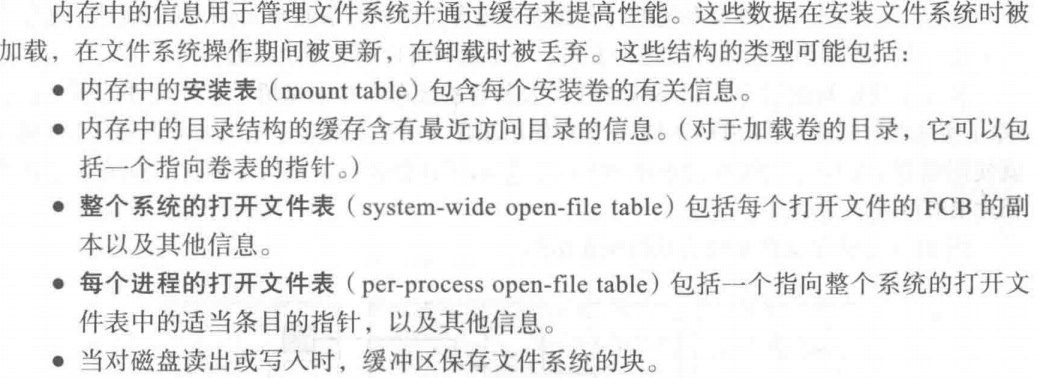 内存中的信息用于管理文件系统并通过缓存来提高性能。这些数据在安装文件系统时被
加载，在文件系统操作期间被更新，在卸载时被丢弃。这些结构的类型可能包括：
● 内存中的安装表（mount table）包含每个安装卷的有关信息。
● 内存中的目录结构的缓存含有最近访问目录的信息。（对于加载卷的目录，它可以包
括一个指向卷表的指针。）
● 整个系统的打开文件表（system-wide open-file table）包括每个打开文件的 FCB 的副
本以及其他信息。
● 每个进程的打开文件表（per-process open-file table）包括一个指向整个系统的打开文
件表中的适当条目的指针，以及其他信息。
● 当对磁盘读出或写入时，缓冲区保存文件系统的块。